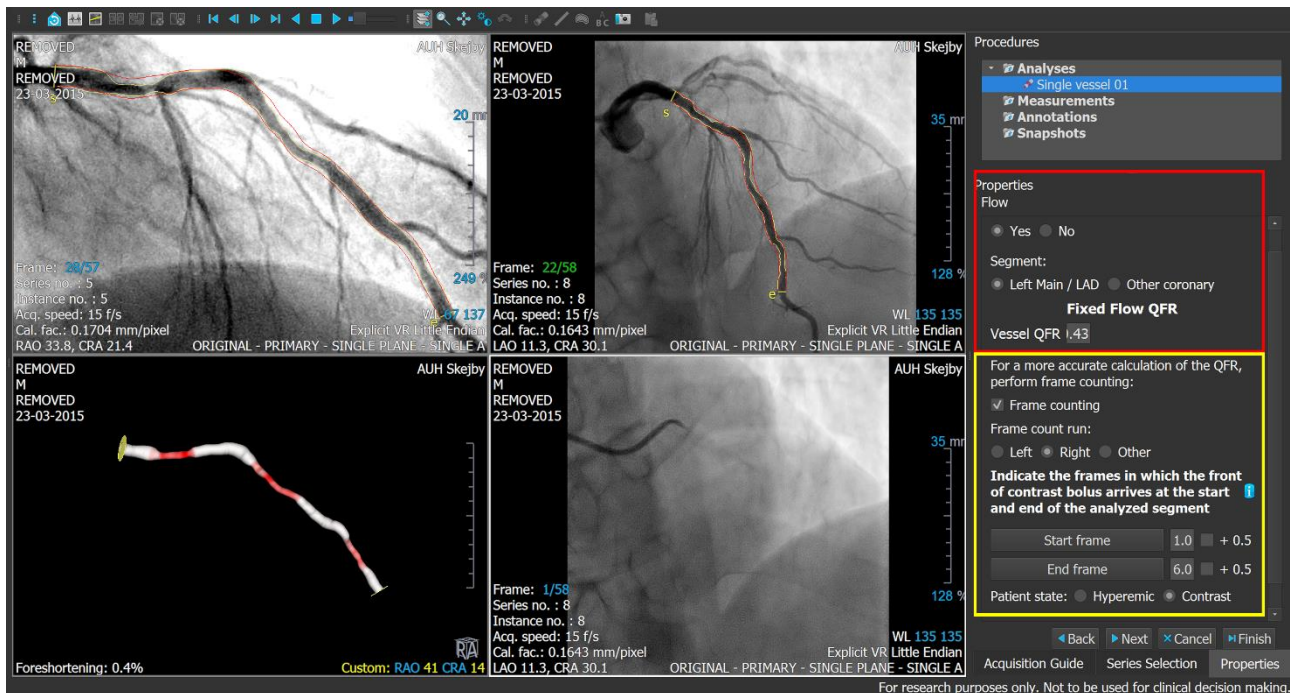 REMOVED
M
REMOVED
23-03-2015
AUH Skejby
20 mm
s
Frame: 20/57
Series no. : 5
Instance no. : 5
Acq. speed: 15 f/s
Cal. fac.: 0.1704 mm/pixel
RAO 33.8, CRA 21.4
249 %
WL 67 137
Explicit VR Little Endian
ORIGINAL - PRIMARY - SINGLE PLANE - SINGLE A
REMOVED
M
REMOVED
23-03-2015
AUH Skejby
35 mm
s
e
Frame: 22/58
Series no. : 8
Instance no. : 8
Acq. speed: 15 f/s
Cal. fac.: 0.1643 mm/pixel
LAO 11.3, CRA 30.1
128 %
WL 135 135
Explicit VR Little Endian
ORIGINAL - PRIMARY - SINGLE PLANE - SINGLE A
REMOVED
M
REMOVED
23-03-2015
AUH Skejby
Foreshortening: 0.4%
Custom: RAO 41 CRA 14
35 mm
Frame: 1/58
Series no. : 8
Instance no. : 8
Acq. speed: 15 f/s
Cal. fac.: 0.1643 mm/pixel
LAO 11.3, CRA 30.1
128 %
WL 135 135
Explicit VR Little Endian
ORIGINAL - PRIMARY - SINGLE PLANE - SINGLE A
AUH Skejby
Procedures
Analyses
Single vessel 01
Measurements
Annotations
Snapshots
Properties
Flow
Yes No
Segment:
Left Main / LAD Other coronary
Fixed Flow QFR
Vessel QFR .43
For a more accurate calculation of the QFR,
perform frame counting:
Frame counting
Frame count run:
Left Right Other
Indicate the frames in which the front
of contrast bolus arrives at the start
and end of the analyzed segment
Start frame 1.0 + 0.5
End frame 6.0 + 0.5
Patient state: Hyperemic Contrast
Back Next Cancel Finish
Acquisition Guide Series Selection Properties
For research purposes only. Not to be used for clinical decision making.